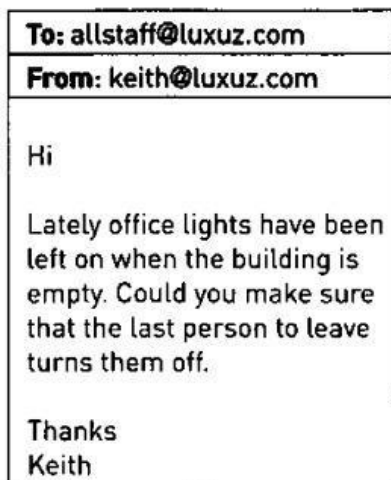 To: allstaff@luxuz.com
From: keith@luxuz.com
Hi
Lately office lights have been
left on when the building is
empty. Could you make sure
that the last person to leave
turns them off.
Thanks
Keith